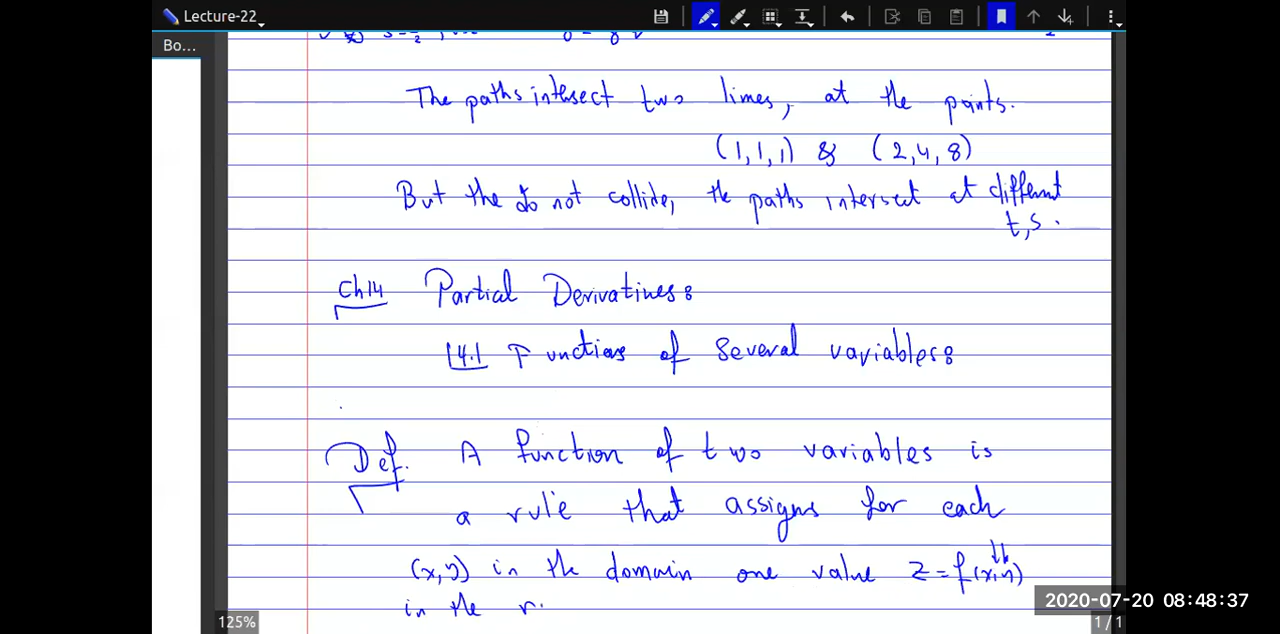 Lecture-22
Bo...
The paths intersect two times, at the points.
(1,1,1) & (2,4,8)
But the do not collide, the paths intersect at different
t,s.
Ch14 Partial Derivatives:
14.1 Functions of Several variables:
Def. A function of two variables is
a rule that assigns for each
(x,y) in the domain one value z=f(x,y)
in the r
2020-07-20 08:48:37
125%
1/1